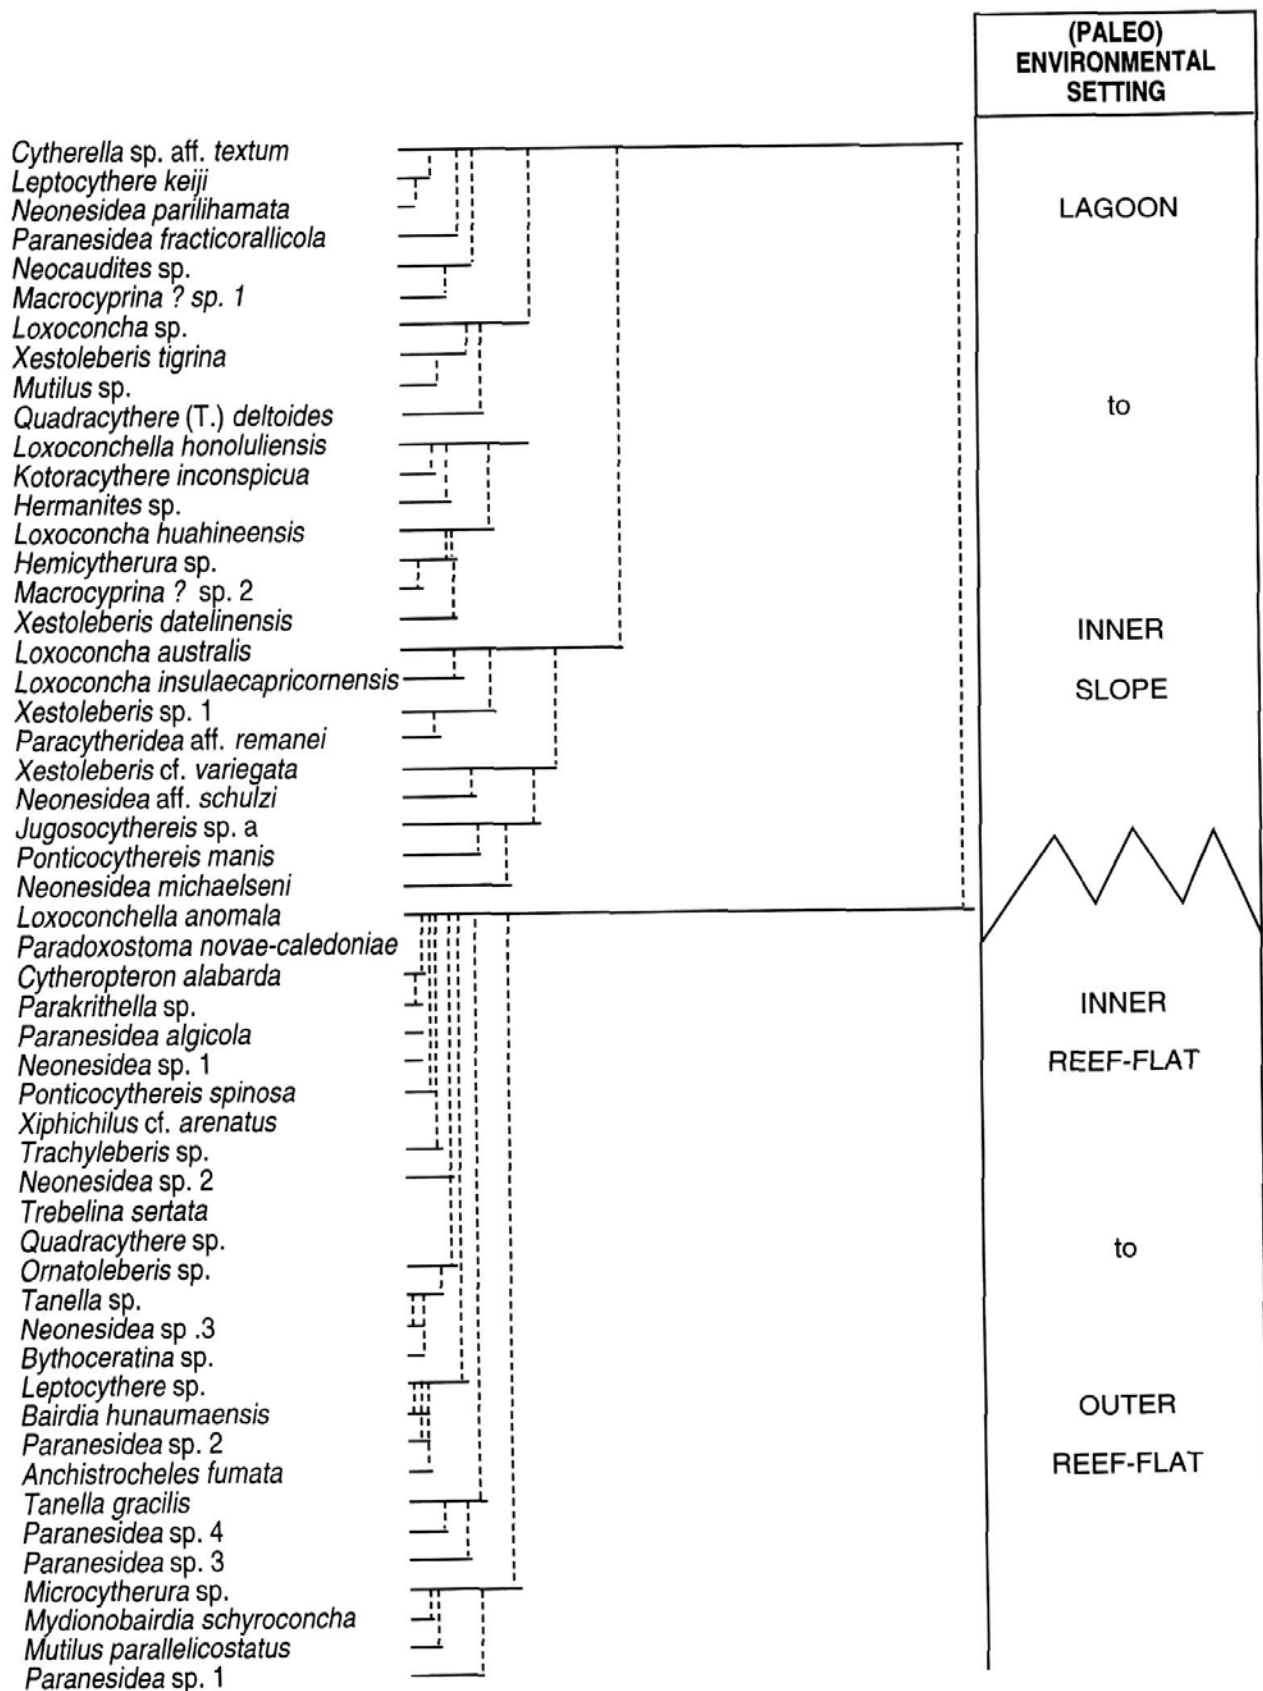 (PALEO)
ENVIRONMENTAL
SETTING
Cytherella sp. aff. textum
Leptocythere keiji
Neonesidea parilihamata
Paranesidea fracticorallicola
Neocaudites sp.
Macrocyprina ? sp. 1
Loxoconcha sp.
Xestoleberis tigrina
Mutilus sp.
Quadracythere (T.) deltoides
Loxoconchella honoluliensis
Kotoracythere inconspicua
Hermanites sp.
Loxoconcha huahineensis
Hemicytherura sp.
Macrocyprina ? sp. 2
Xestoleberis datelinensis
Loxoconcha australis
Loxoconcha insulaecapricornensis
Xestoleberis sp. 1
Paracytheridea aff. remanei
Xestoleberis cf. variegata
Neonesidea aff. schulzi
Jugosocythereis sp. a
Ponticocythereis manis
Neonesidea michaelseni
Loxoconchella anomala
Paradoxostoma novae-caledoniae
Cytheropteron alabarda
Parakrithella sp.
Paranesidea algicola
Neonesidea sp. 1
Ponticocythereis spinosa
Xiphichilus cf. arenatus
Trachyleberis sp.
Neonesidea sp. 2
Trebelina sertata
Quadracythere sp.
Ornatoleberis sp.
Tanella sp.
Neonesidea sp .3
Bythoceratina sp.
Leptocythere sp.
Bairdia hunaumaensis
Paranesidea sp. 2
Anchistrocheles fumata
Tanella gracilis
Paranesidea sp. 4
Paranesidea sp. 3
Microcytherura sp.
Mydionobairdia schyroconcha
Mutilus parallelicostatus
Paranesidea sp. 1
LAGOON
to
INNER
SLOPE
INNER
REEF-FLAT
to
OUTER
REEF-FLAT